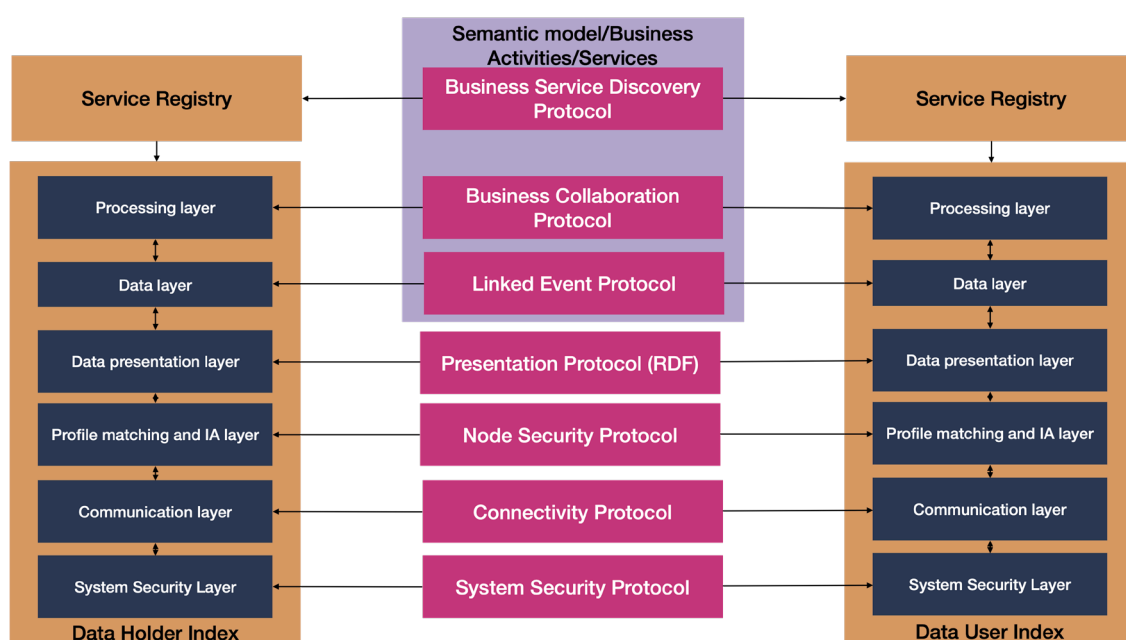 Semantic model/Business
Activities/Services
Service Registry
Business Service Discovery
Protocol
Service Registry
Processing layer
Business Collaboration
Protocol
Processing layer
Data layer
Linked Event Protocol
Data layer
Data presentation layer
Presentation Protocol (RDF)
Data presentation layer
Profile matching and IA layer
Node Security Protocol
Profile matching and IA layer
Communication layer
Connectivity Protocol
Communication layer
System Security Layer
System Security Protocol
System Security Layer
Data Holder Index
Data User Index